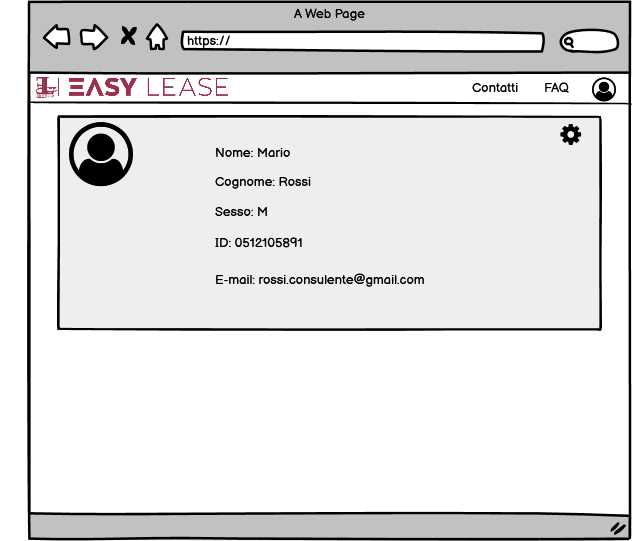 A Web Page
https://
EASY LEASE
Contatti
FAQ
Nome: Mario
Cognome: Rossi
Sesso: M
ID: 0512105891
E-mail: rossi.consulente@gmail.com